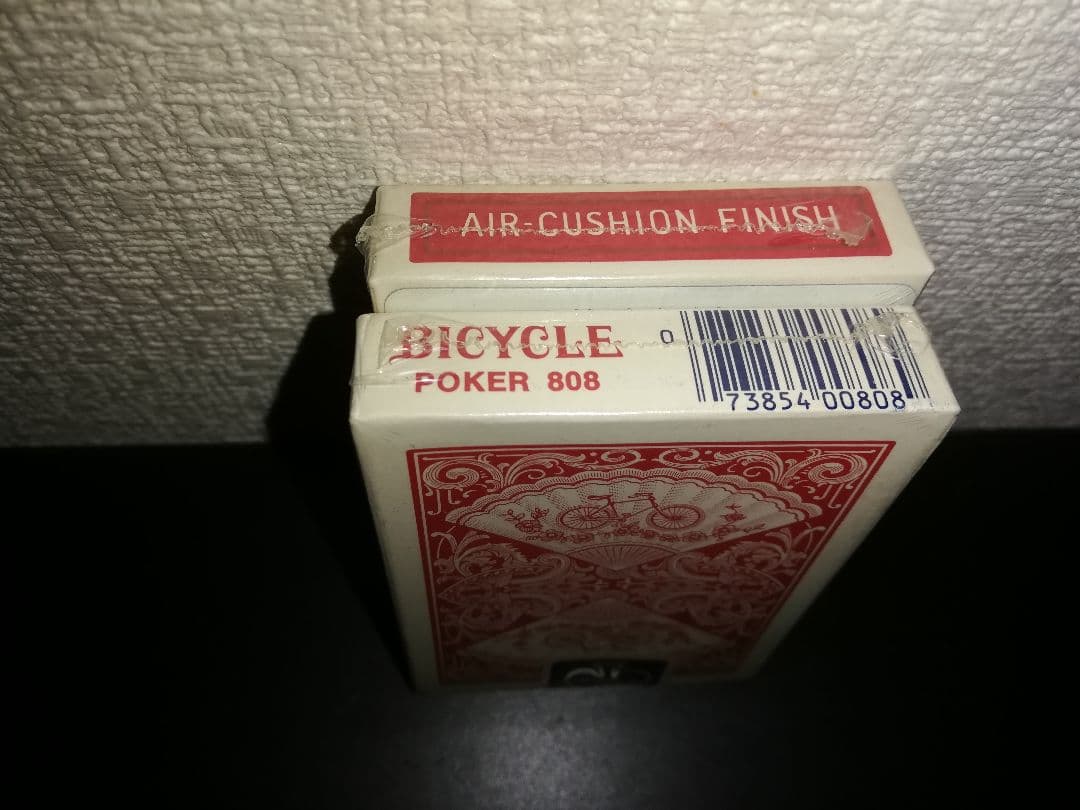 AIR-CUSHION FINISH
BICYCLE
POKER 808
0
73854 00808